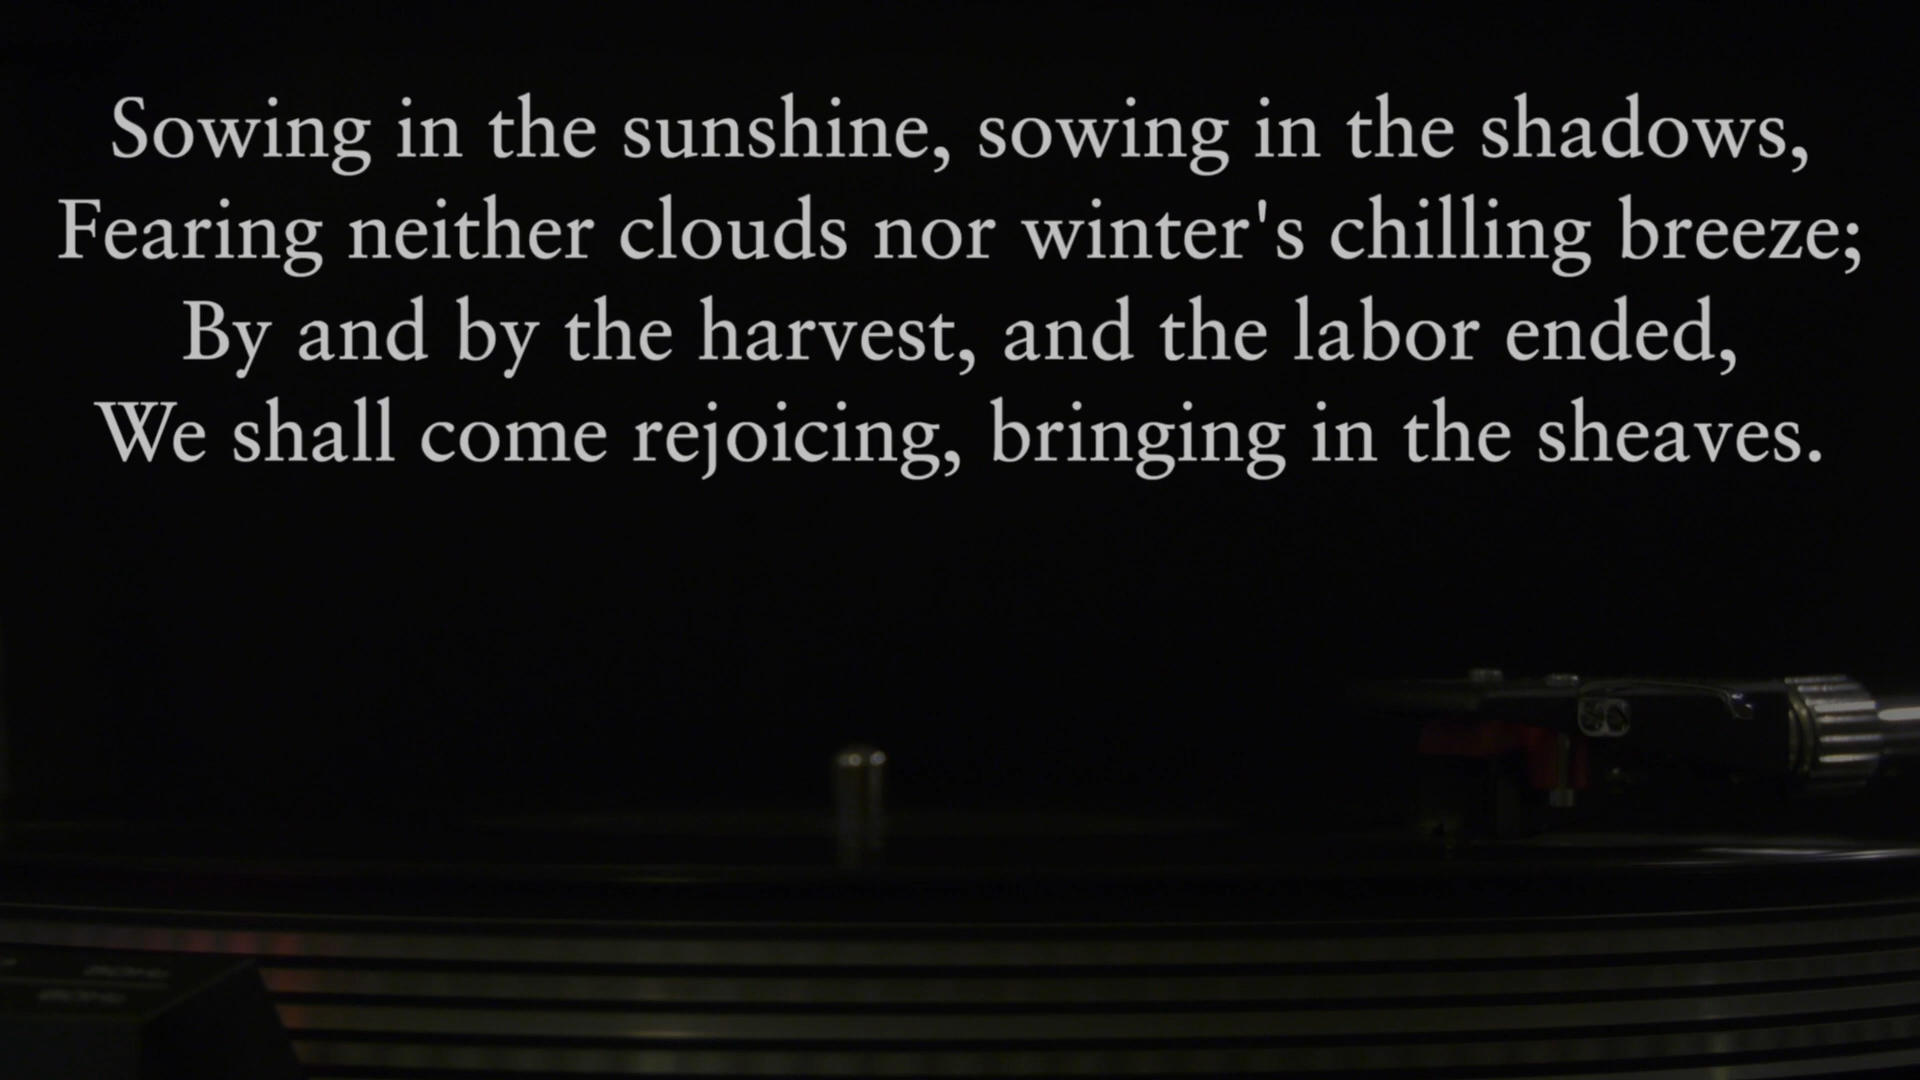 Sowing in the sunshine, sowing in the shadows,
Fearing neither clouds nor winter's chilling breeze;
By and by the harvest, and the labor ended,
We shall come rejoicing, bringing in the sheaves.